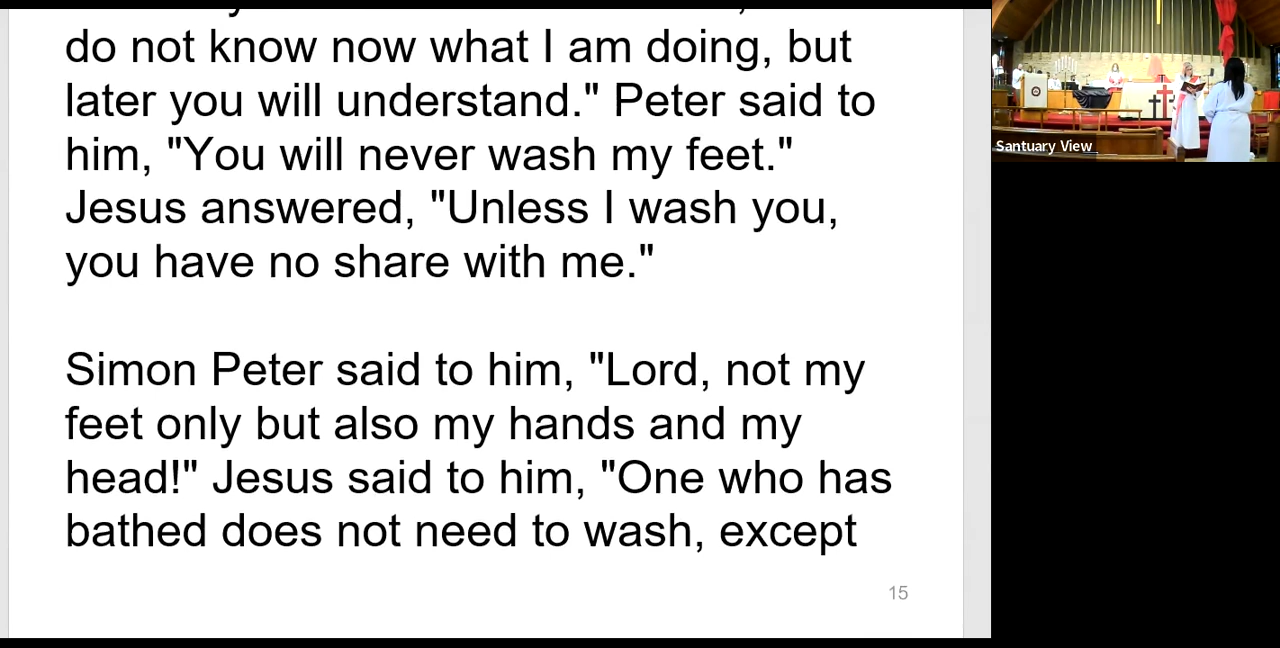 do not know now what I am doing, but
later you will understand." Peter said to
him, "You will never wash my feet."
Jesus answered, "Unless I wash you,
you have no share with me."
Simon Peter said to him, "Lord, not my
feet only but also my hands and my
head!" Jesus said to him, "One who has
bathed does not need to wash, except
15
Santuary View